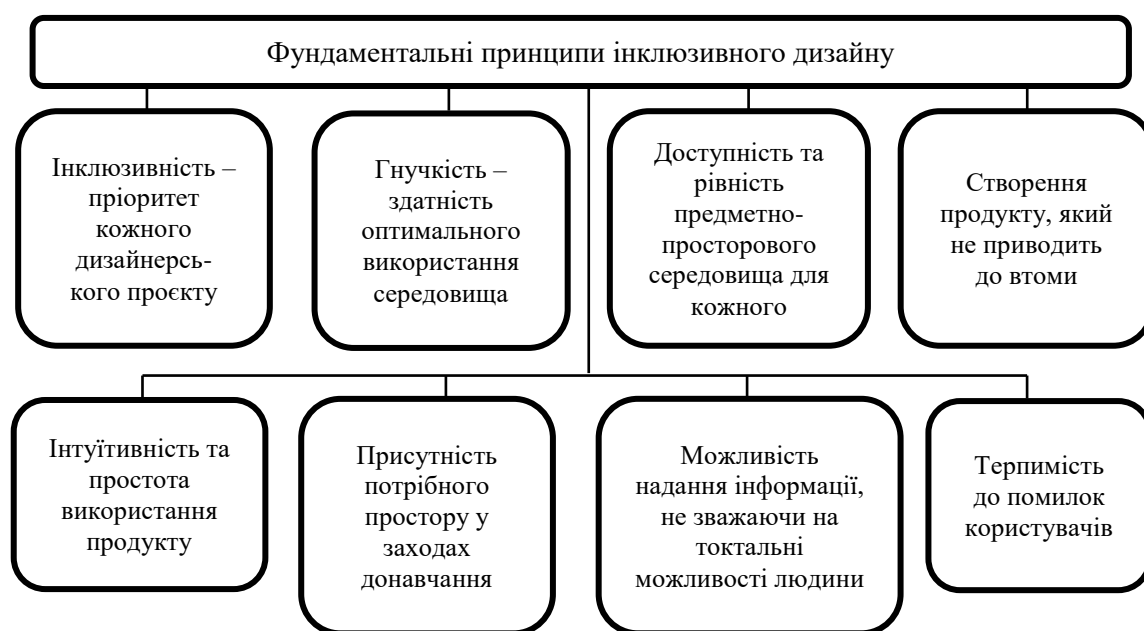 Фундаментальні принципи інклюзивного дизайну
Інклюзивність –
пріоритет
кожного
дизайнерсь-
кого проєкту
Гнучкість –
здатність
оптимального
використання
середовища
Доступність та
рівність
предметно-
просторового
середовища для
кожного
Створення
продукту, який
не приводить
до втоми
Інтуїтивність та
простота
використання
продукту
Присутність
потрібного
простору у
заходах
донавчання
Можливість
надання інформації,
не зважаючи на
токтальні
можливості людини
Терпимість
до помилок
користувачів